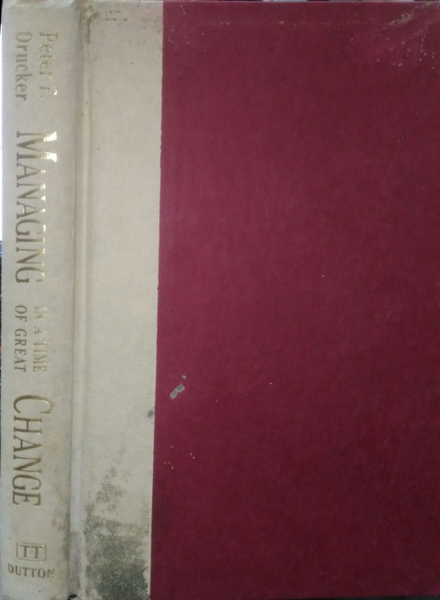 Peter F.
Drucker
MANAGING
IN A TIME
OF GREAT
CHANGE
TT
DUTTON